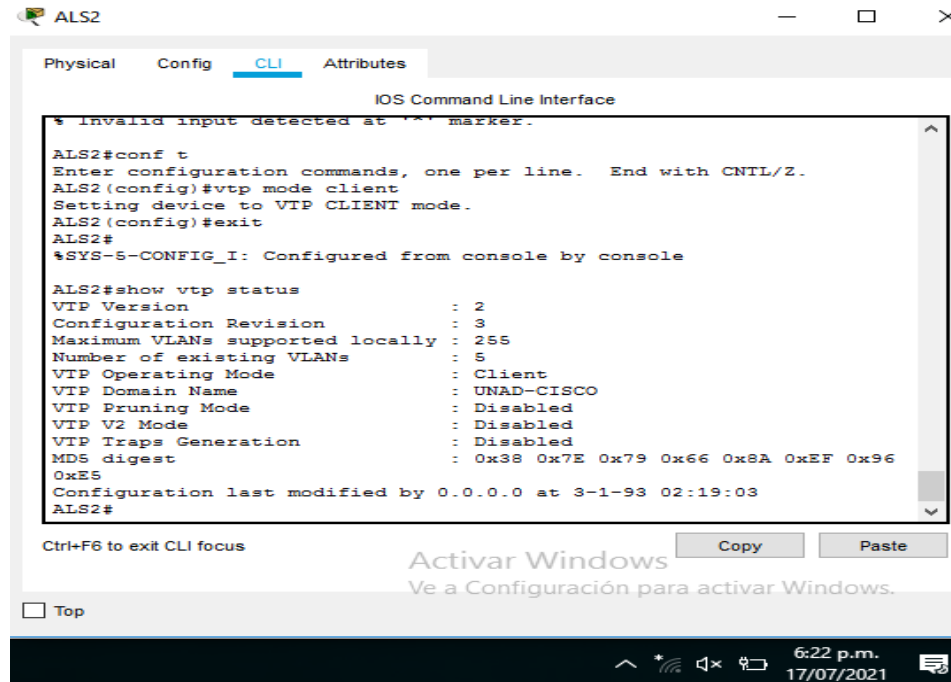 ALS2
Physical Config CLI Attributes
IOS Command Line Interface
% Invalid input detected at '^' marker.
ALS2#conf t
Enter configuration commands, one per line. End with CNTL/Z.
ALS2(config)#vtp mode client
Setting device to VTP CLIENT mode.
ALS2(config)#exit
ALS2#
%SYS-5-CONFIG_I: Configured from console by console
ALS2#show vtp status
VTP Version : 2
Configuration Revision : 3
Maximum VLANs supported locally : 255
Number of existing VLANs : 5
VTP Operating Mode : Client
VTP Domain Name : UNAD-CISCO
VTP Pruning Mode : Disabled
VTP V2 Mode : Disabled
VTP Traps Generation : Disabled
MD5 digest : 0x38 0x7E 0x79 0x66 0x8A 0xEF 0x96
0xE5
Configuration last modified by 0.0.0.0 at 3-1-93 02:19:03
ALS2#
Ctrl+F6 to exit CLI focus
Copy Paste
Activar Windows
Ve a Configuración para activar Windows.
Top
6:22 p.m.
17/07/2021